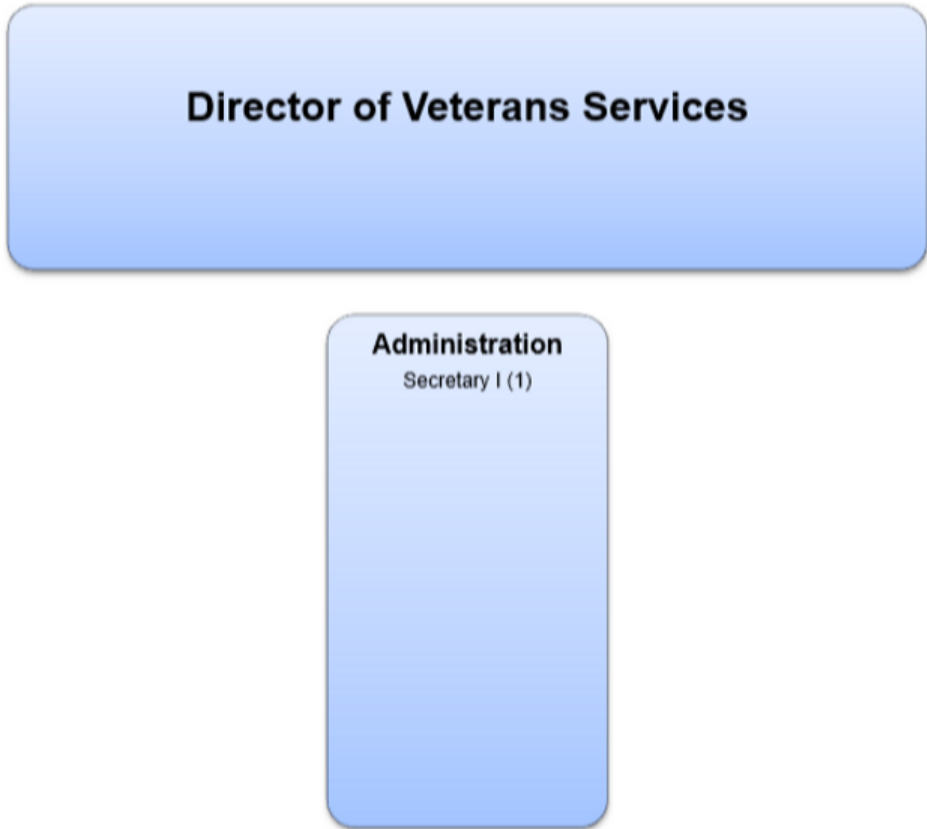 Director of Veterans Services
Administration
Secretary I (1)